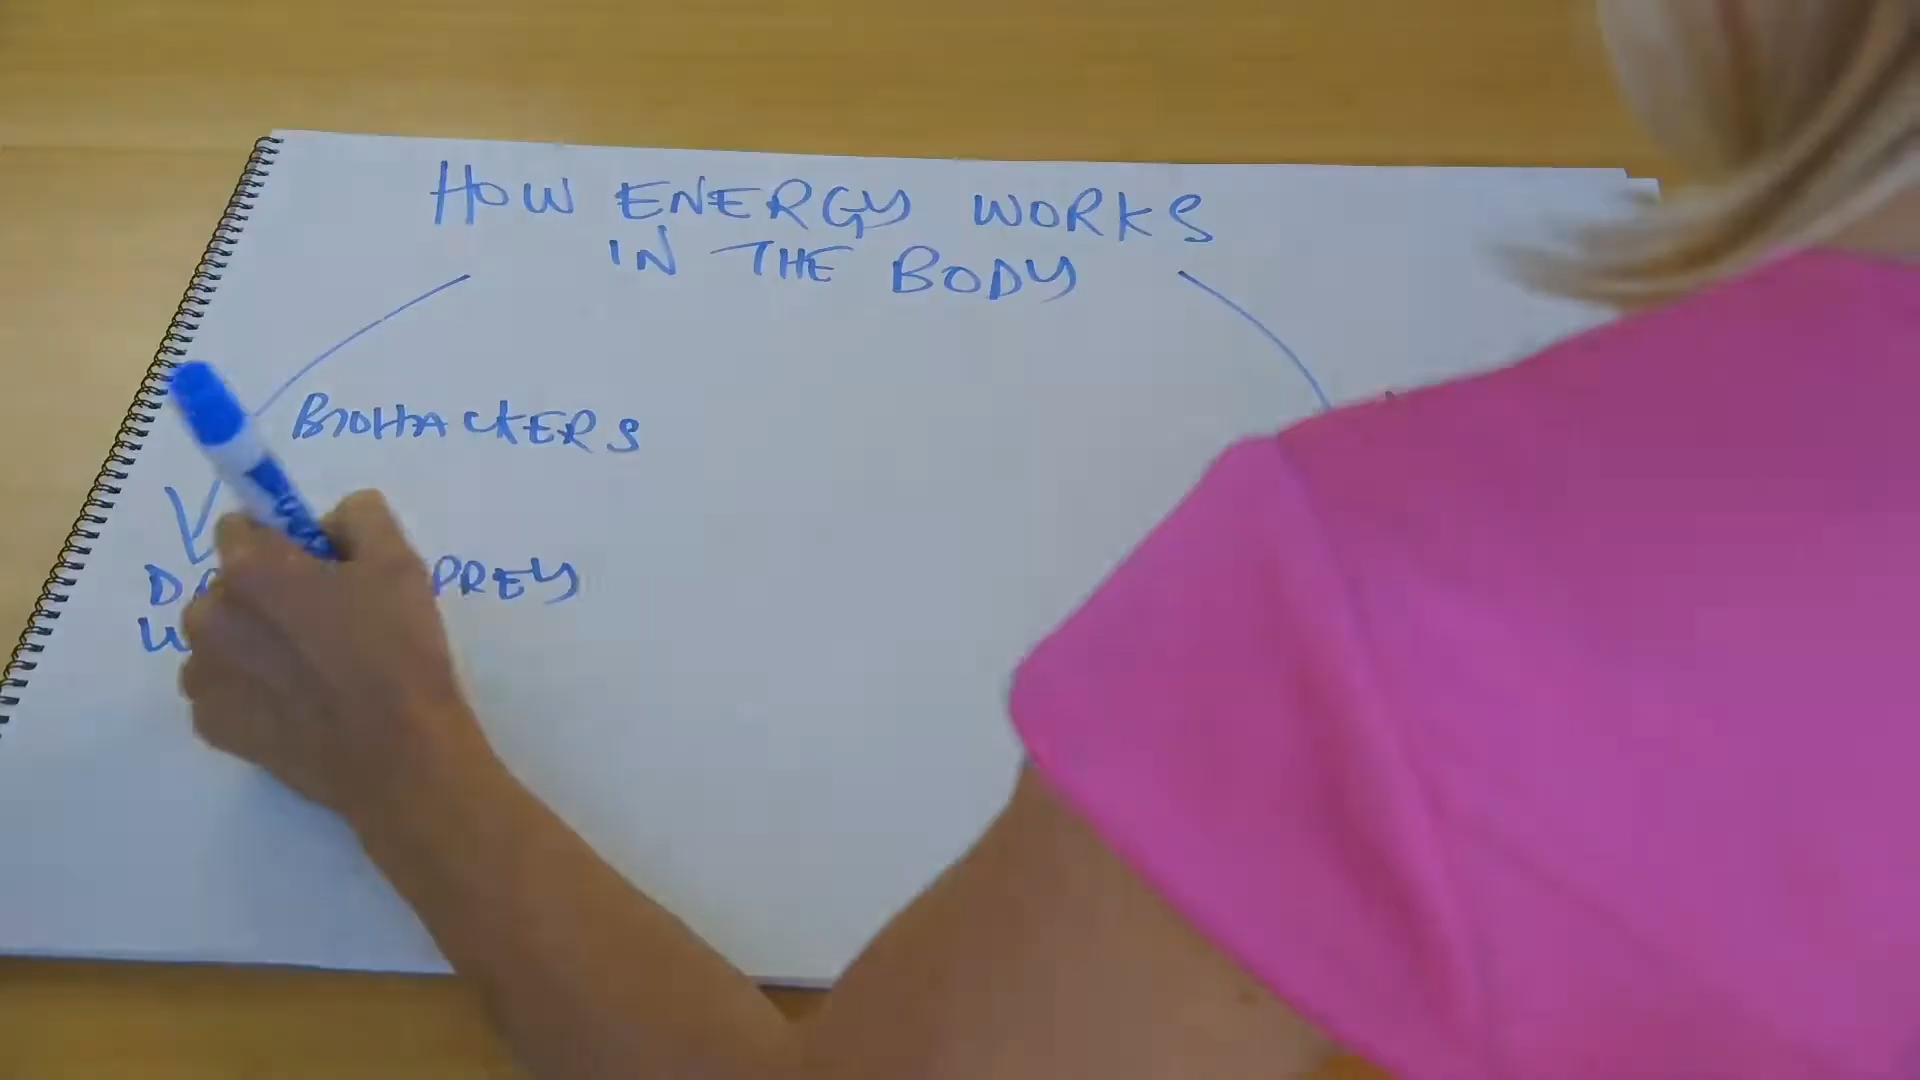 HOW ENERGY WORKS
IN THE BODY
BIOHACKERS
PREY